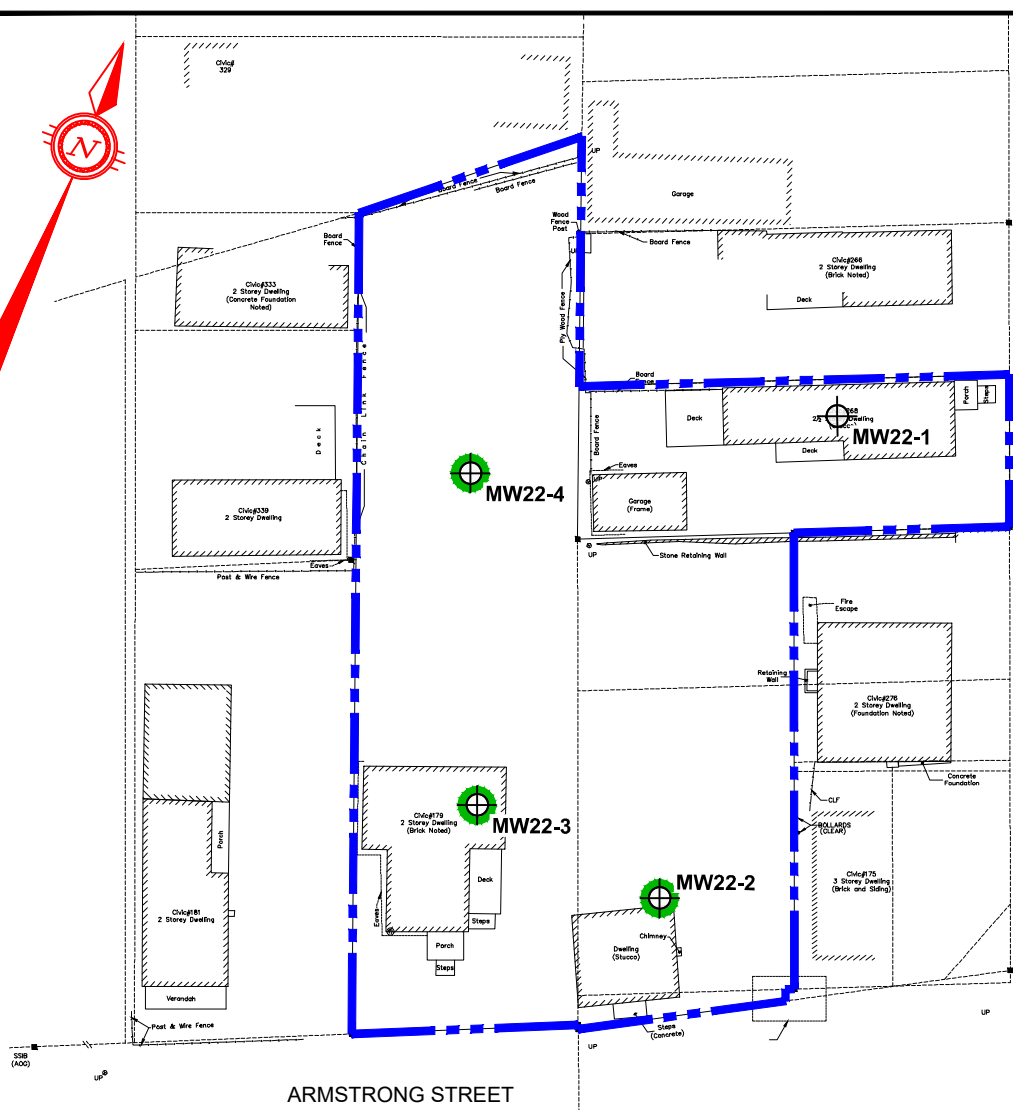 Civic#
329
N
UP
Board Fence
Board Fence
Garage
Wood
Fence
Post
Board
Fence
Board Fence
Civic#266
2 Storey Dwelling
(Brick Noted)
Deck
Civic#333
2 Storey Dwelling
(Concrete Foundation
Noted)
Ply Wood Fence
Chain Link Fence
Board
Fence
Deck
Porch
Steps
MW22-1
Deck
Board Fence
Deck
MW22-4
Eaves
UP
Garage
(Frame)
Civic#339
2 Storey Dwelling
Eaves
UP
Stone Retaining Wall
Post & Wire Fence
Fire
Escape
Retaining
Wall
Civic#276
2 Storey Dwelling
(Foundation Noted)
Concrete
Foundation
CLF
BOLLARDS
(CLEAR)
Civic#179
2 Storey Dwelling
(Brick Noted)
MW22-3
Porch
Deck
MW22-2
Civic#175
3 Storey Dwelling
(Brick and Siding)
Civic#181
2 Storey Dwelling
Eaves
Steps
Chimney
Dwelling
(Stucco)
Porch
Steps
Verandah
Steps
(Concrete)
Post & Wire Fence
UP
UP
SSIB
(AOG)
UP
ARMSTRONG STREET